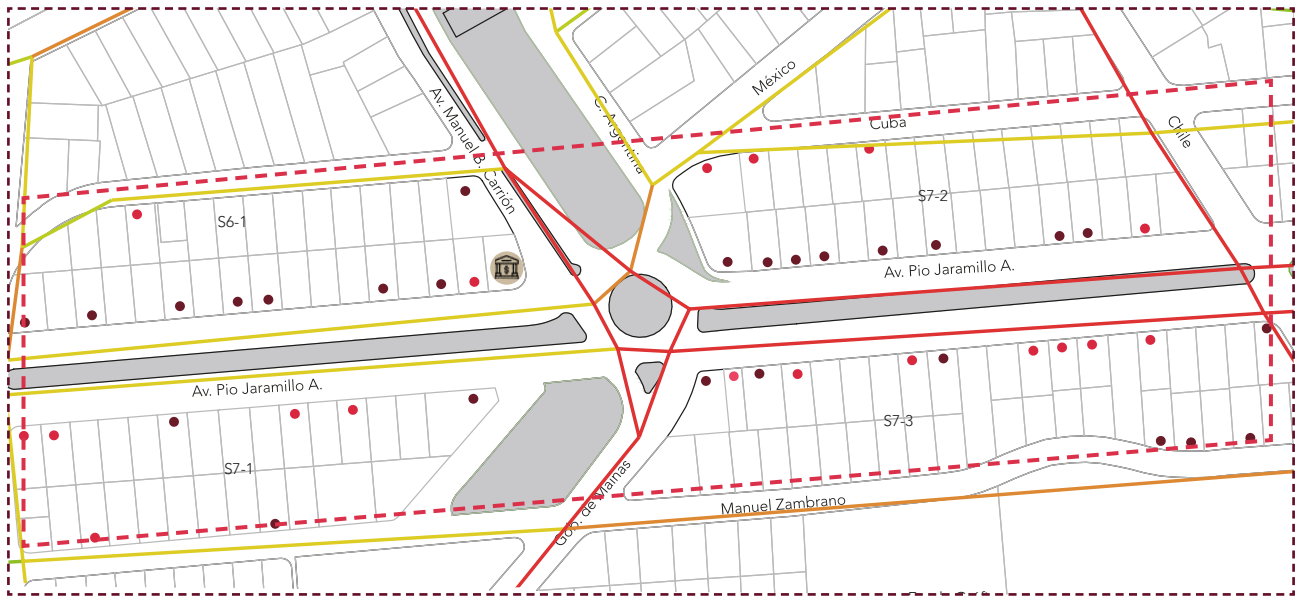 México
Av. Manuel B. Carrión
C. Argentina
Cuba
Chile
S7-2
S6-1
Av. Pio Jaramillo A.
Av. Pio Jaramillo A.
S7-3
S7-1
Gob. de Mainas
Manuel Zambrano